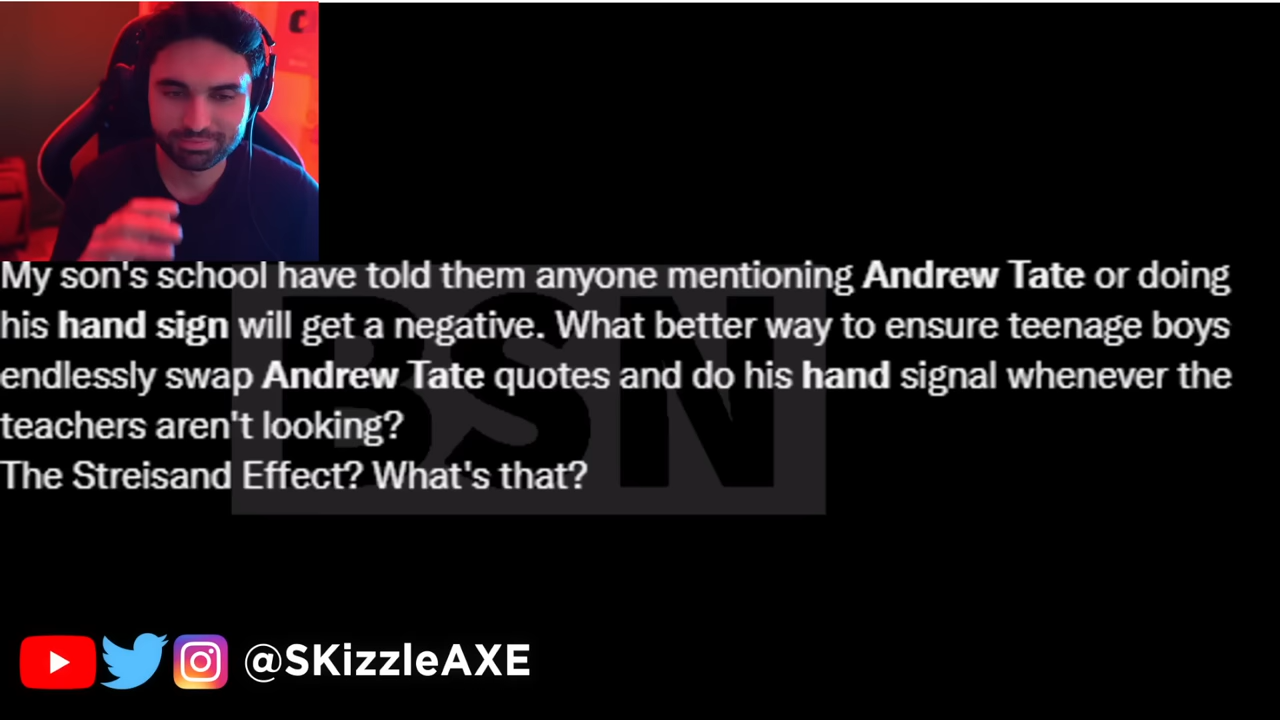 My son's school have told them anyone mentioning Andrew Tate or doing
his hand sign will get a negative. What better way to ensure teenage boys
endlessly swap Andrew Tate quotes and do his hand signal whenever the
teachers aren't looking?
The Streisand Effect? What's that?
BSN
@SKizzleAXE